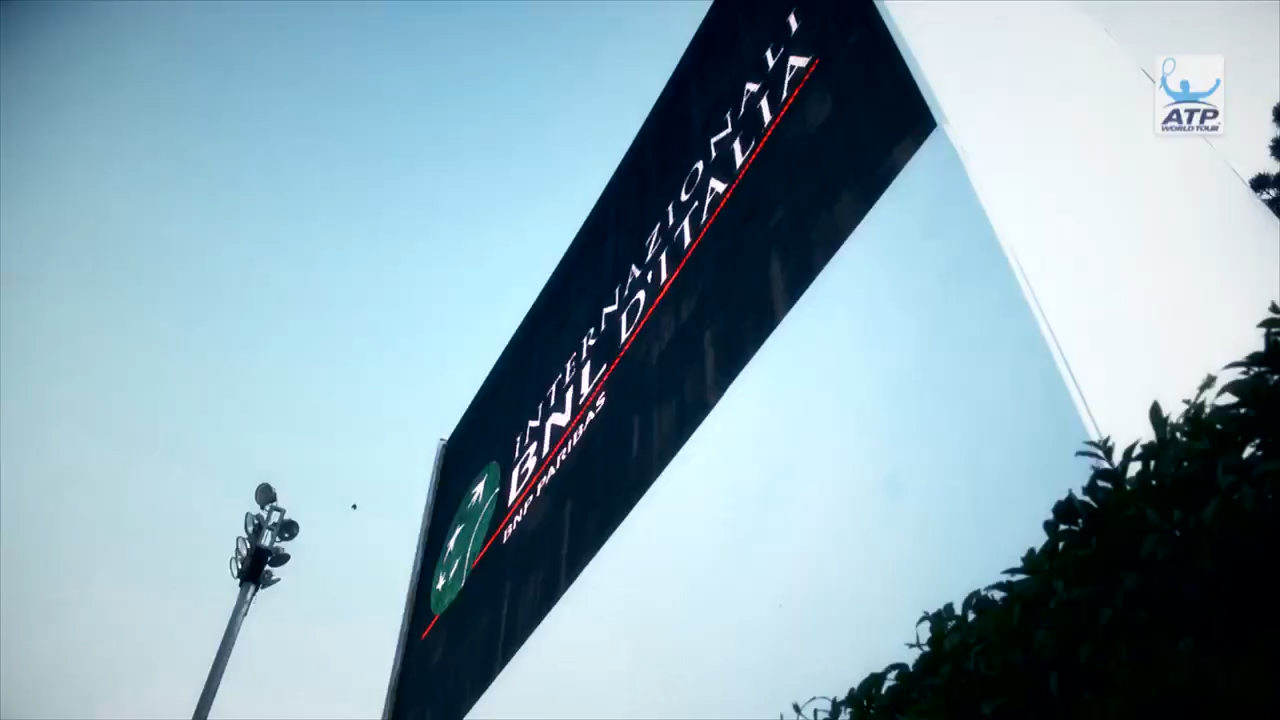 INTERNAZIONALI
BNL D'ITALIA
BNP PARIBAS
ATP
WORLD TOUR